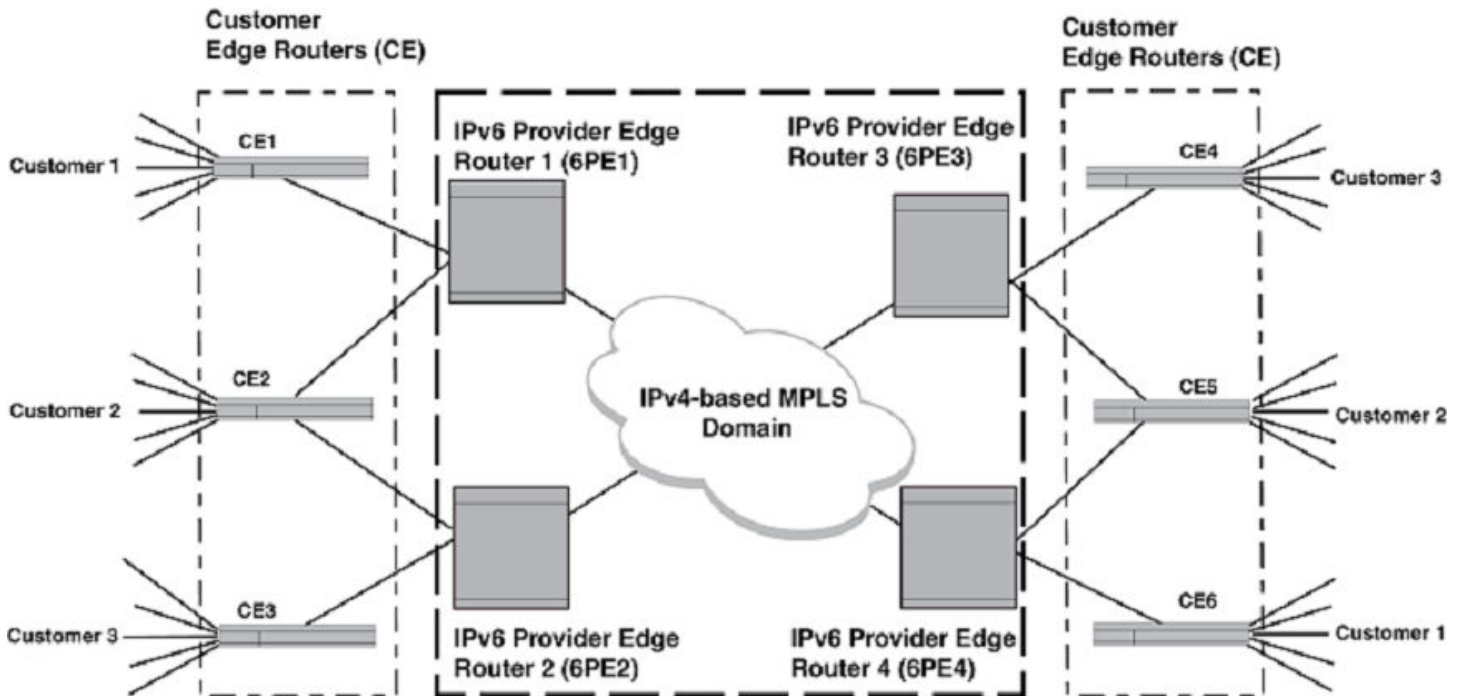 Customer
Edge Routers (CE)
Customer
Edge Routers (CE)
CE1
Customer 1
IPv6 Provider Edge
Router 1 (6PE1)
IPv6 Provider Edge
Router 3 (6PE3)
CE4
Customer 3
CE2
Customer 2
IPv4-based MPLS
Domain
CE5
Customer 2
CE3
Customer 3
IPv6 Provider Edge
Router 2 (6PE2)
IPv6 Provider Edge
Router 4 (6PE4)
CE6
Customer 1